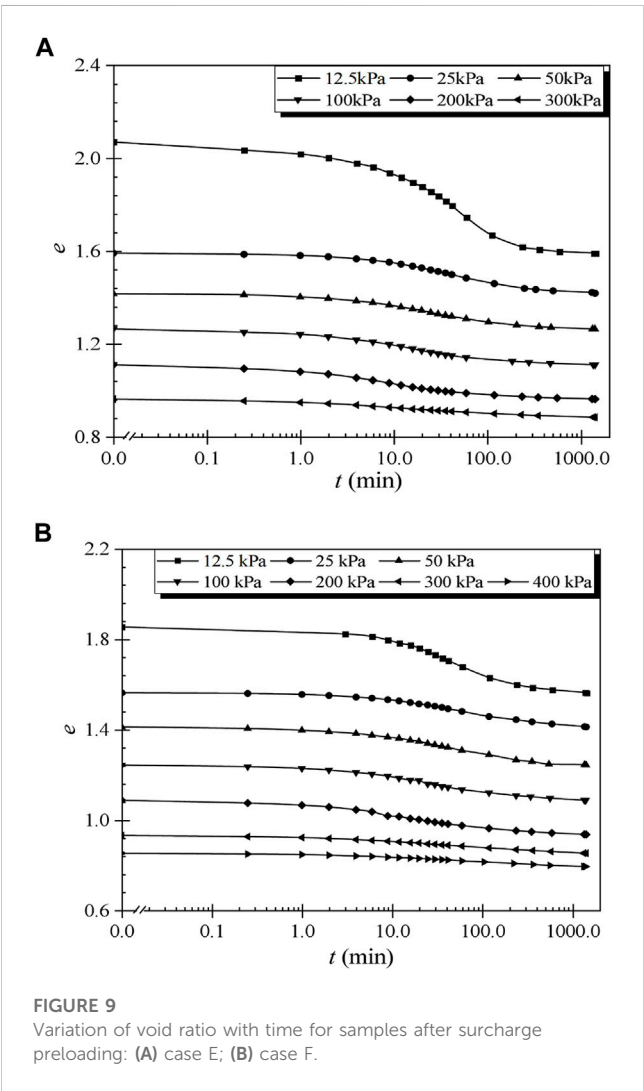 A
2.4
12.5kPa 25kPa 50kPa
100kPa 200kPa 300kPa
2.0
1.6
e
1.2
0.8
0.0 0.1 1.0 10.0 100.0 1000.0
t (min)
B
2.2
12.5 kPa 25 kPa 50 kPa
100 kPa 200 kPa 300 kPa 400 kPa
1.8
1.4
e
1.0
0.6
0.0 0.1 1.0 10.0 100.0 1000.0
t (min)
FIGURE 9
Variation of void ratio with time for samples after surcharge
preloading: (A) case E; (B) case F.